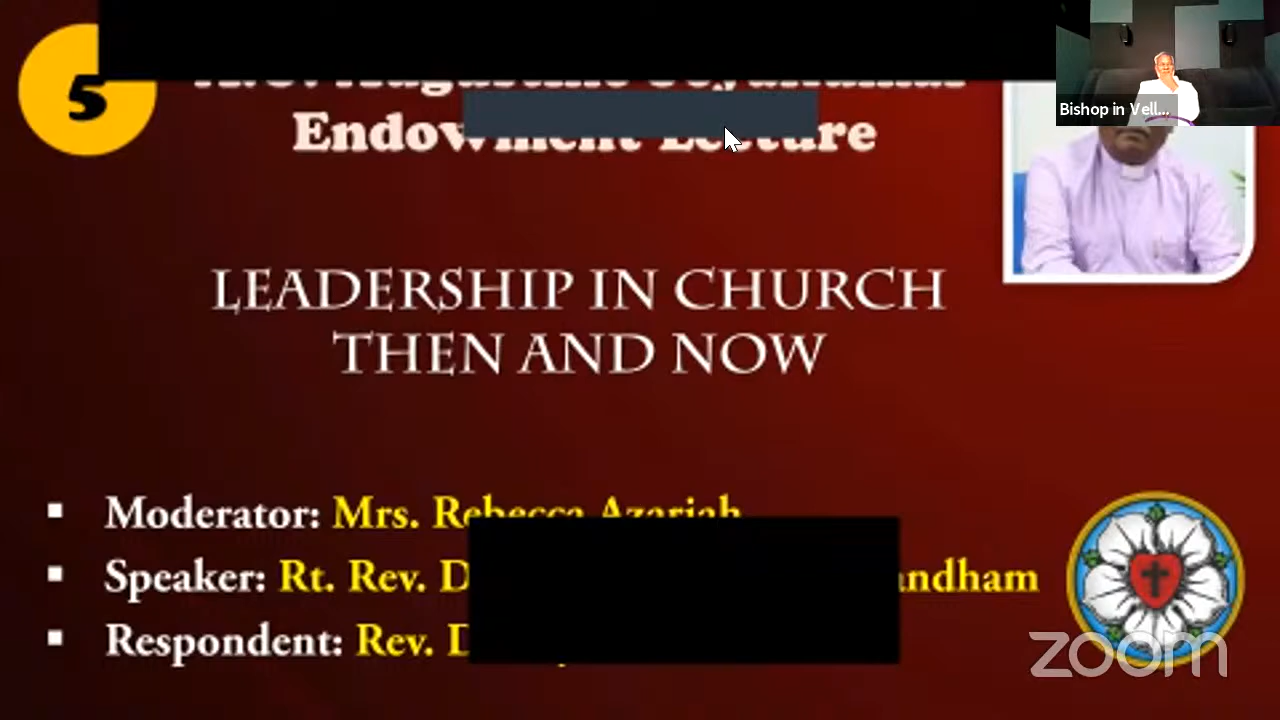 5
Bishop in Vell...
Endowment Lecture
LEADERSHIP IN CHURCH
THEN AND NOW
Moderator: Mrs. Rebecca Azariah
Speaker: Rt. Rev. D
Respondent: Rev. D
zoom